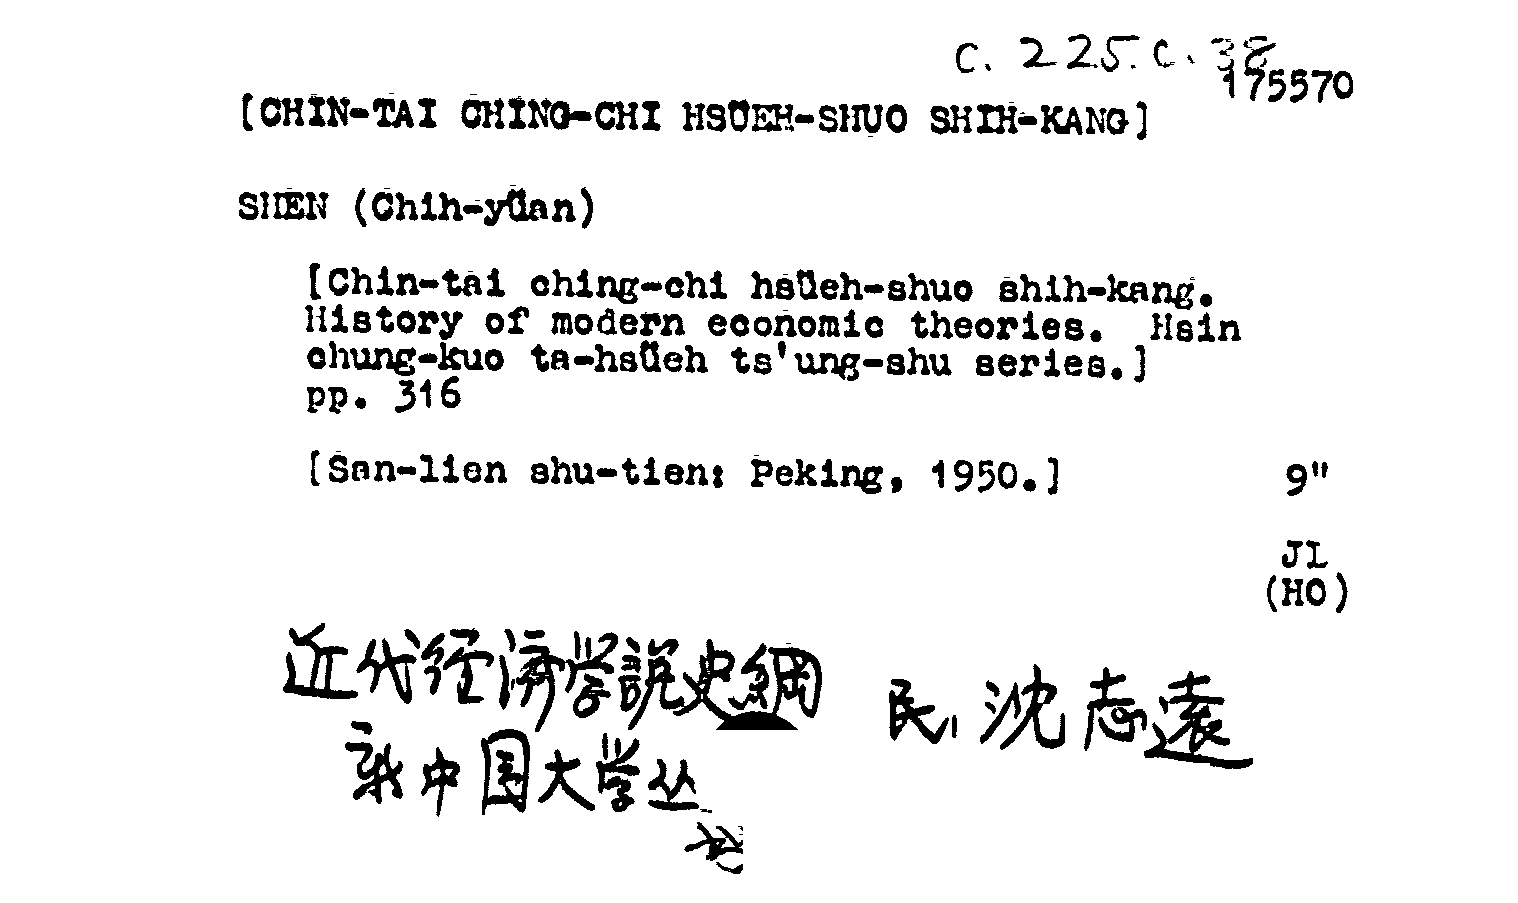 C. 225. C. 38
175570
[CHIN-TAI CHING-CHI HSÜEH-SHUO SHIH-KANG]
SHEN (Chih-yüan)
[Chin-tai ching-chi hsüeh-shuo shih-kang.
History of modern economic theories. Hsin
chung-kuo ta-hsüeh ts'ung-shu series.]
pp. 316
[San-lien shu-tien: Peking, 1950.] 9"
JL
(HO)
近代经濟学說史綱 民 沈志遠
新中国大学丛
书